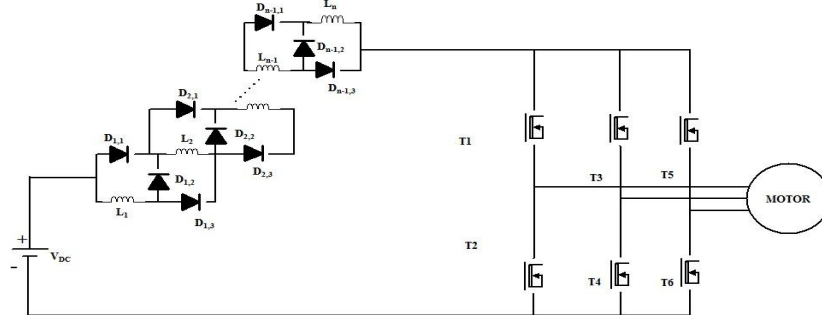 Dn-1,1
Ln
Ln-1
Dn-1,2
Dn-1,3
D2,1
D1,1
L2
D2,2
D2,3
D1,2
L1
D1,3
+
-
VDC
T1
T3
T5
T2
T4
T6
MOTOR